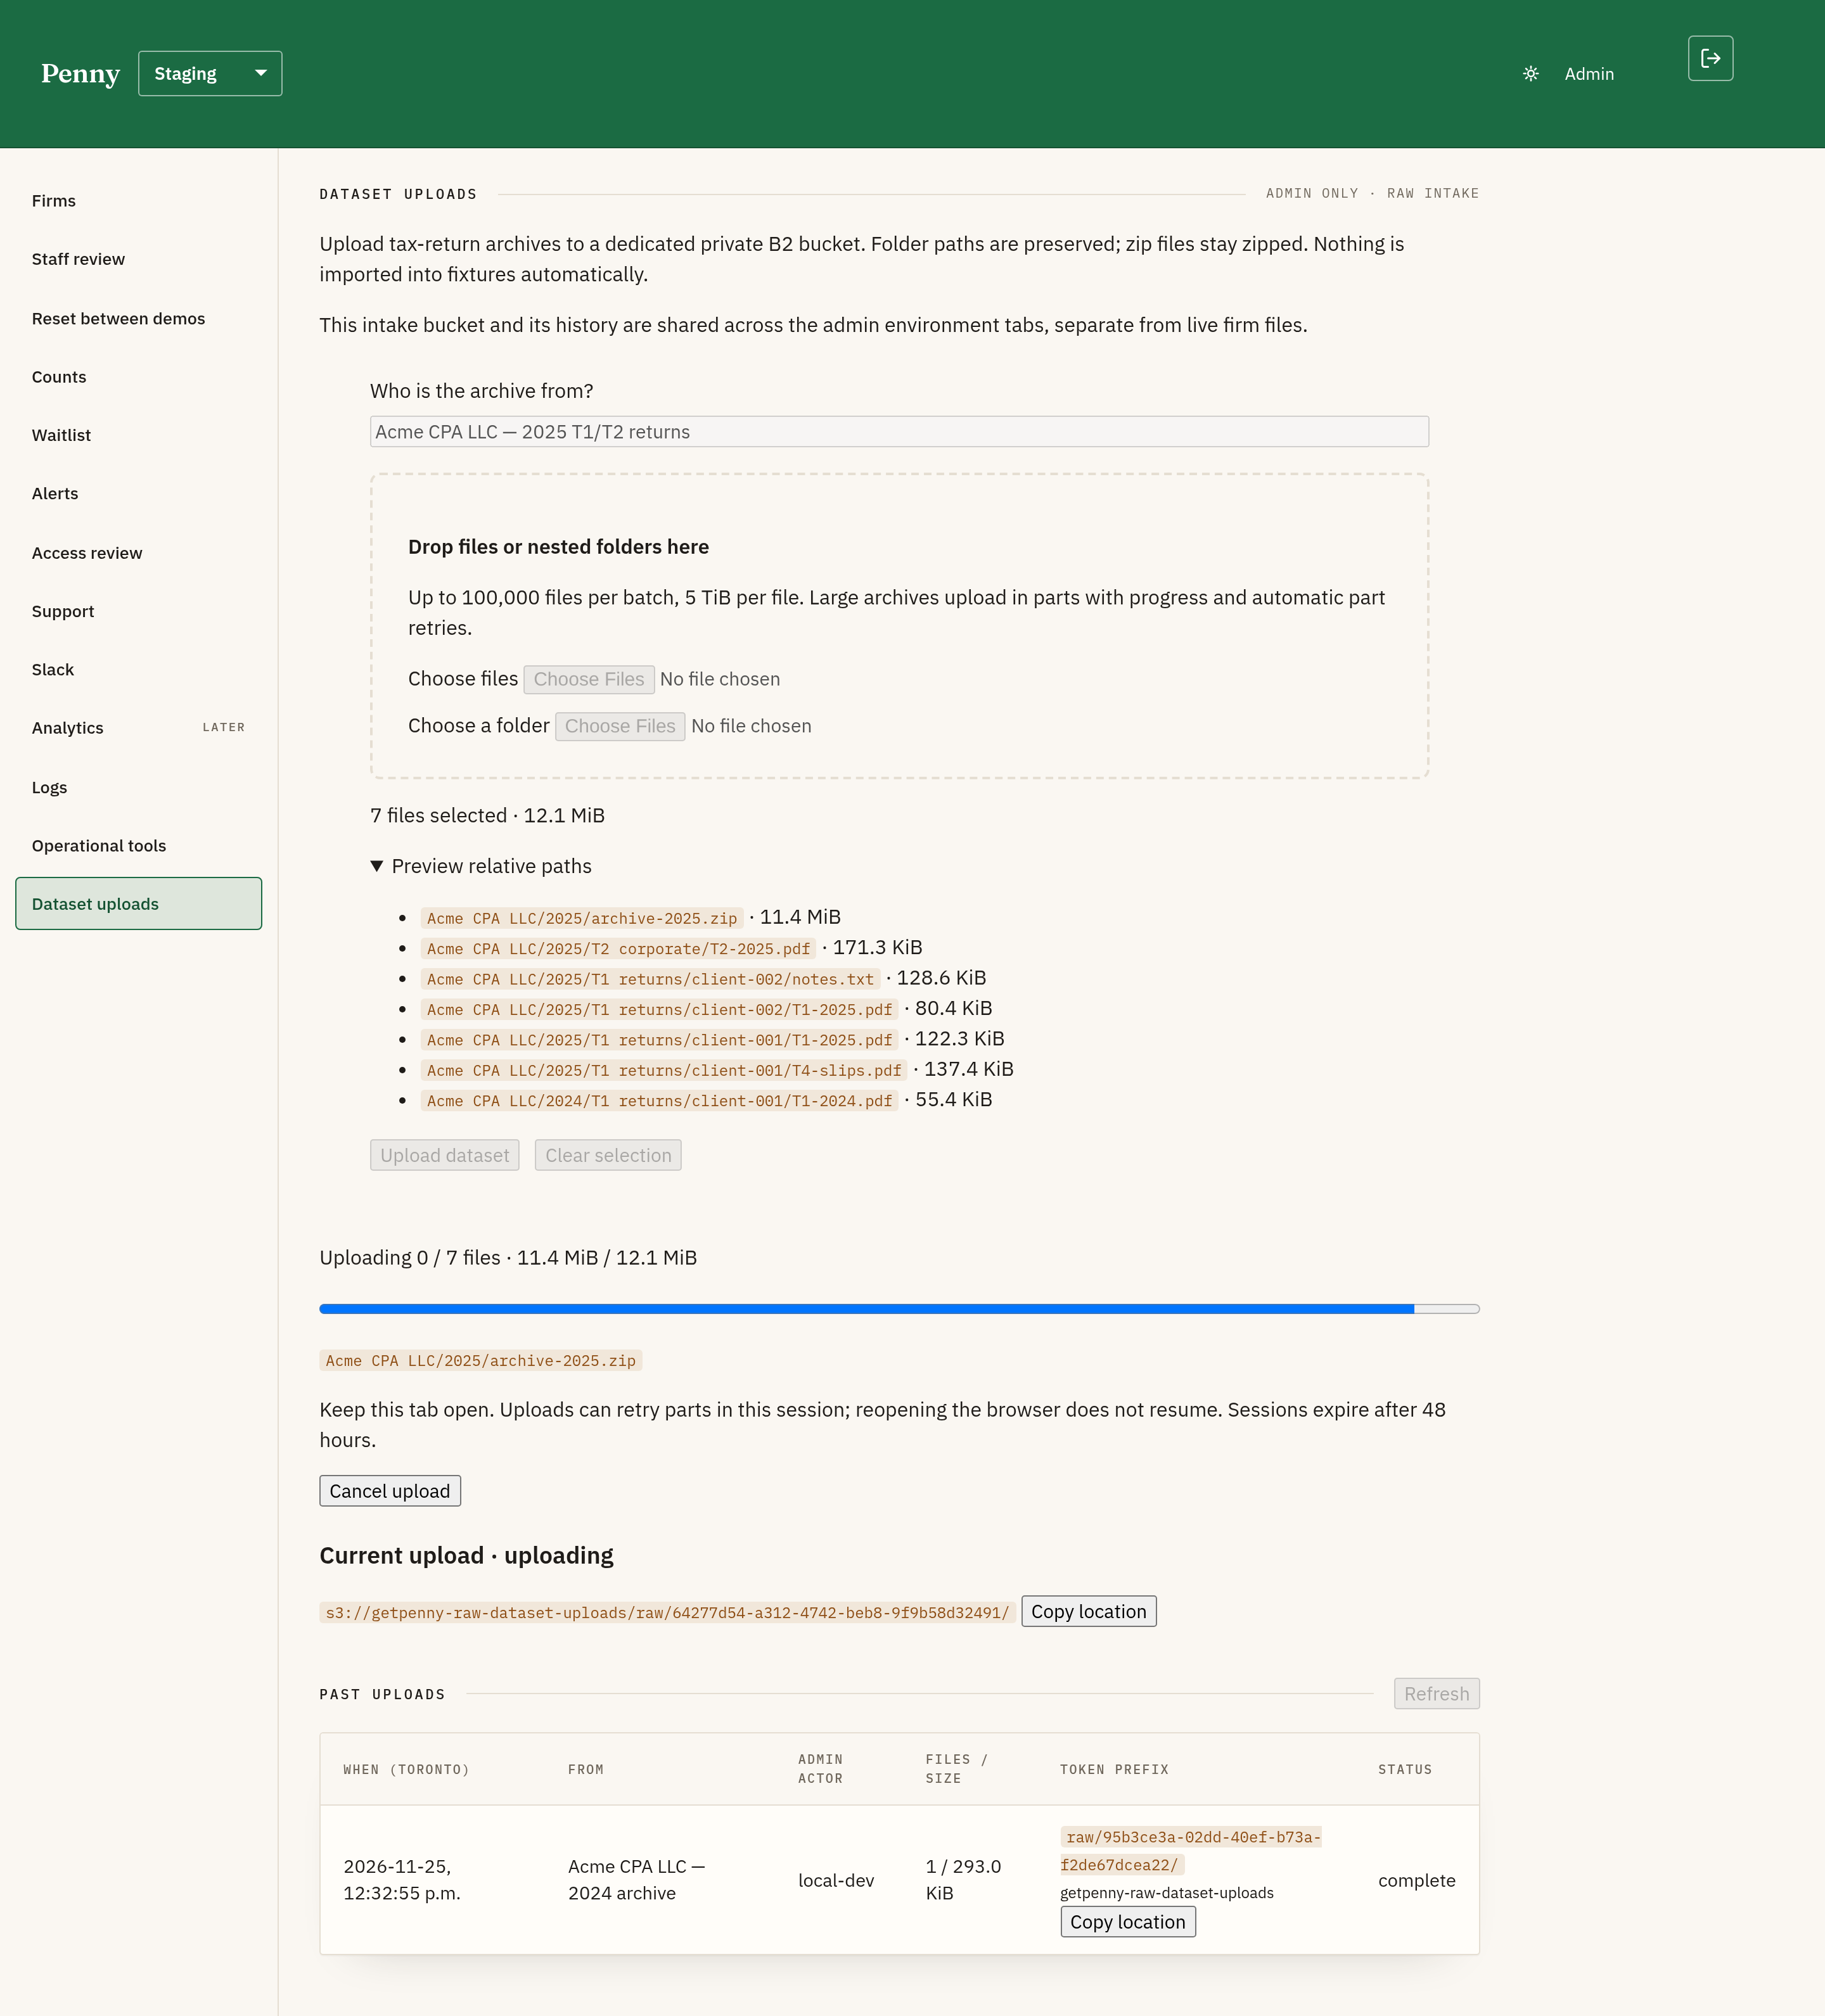 Penny
Staging
Admin
Firms
Staff review
Reset between demos
Counts
Waitlist
Alerts
Access review
Support
Slack
Analytics LATER
Logs
Operational tools
Dataset uploads
DATASET UPLOADS
ADMIN ONLY · RAW INTAKE
Upload tax-return archives to a dedicated private B2 bucket. Folder paths are preserved; zip files stay zipped. Nothing is
imported into fixtures automatically.
This intake bucket and its history are shared across the admin environment tabs, separate from live firm files.
Who is the archive from?
Acme CPA LLC — 2025 T1/T2 returns
Drop files or nested folders here
Up to 100,000 files per batch, 5 TiB per file. Large archives upload in parts with progress and automatic part
retries.
Choose files Choose Files No file chosen
Choose a folder Choose Files No file chosen
7 files selected · 12.1 MiB
▼ Preview relative paths
• Acme CPA LLC/2025/archive-2025.zip · 11.4 MiB
• Acme CPA LLC/2025/T2 corporate/T2-2025.pdf · 171.3 KiB
• Acme CPA LLC/2025/T1 returns/client-002/notes.txt · 128.6 KiB
• Acme CPA LLC/2025/T1 returns/client-002/T1-2025.pdf · 80.4 KiB
• Acme CPA LLC/2025/T1 returns/client-001/T1-2025.pdf · 122.3 KiB
• Acme CPA LLC/2025/T1 returns/client-001/T4-slips.pdf · 137.4 KiB
• Acme CPA LLC/2024/T1 returns/client-001/T1-2024.pdf · 55.4 KiB
Upload dataset Clear selection
Uploading 0 / 7 files · 11.4 MiB / 12.1 MiB
Acme CPA LLC/2025/archive-2025.zip
Keep this tab open. Uploads can retry parts in this session; reopening the browser does not resume. Sessions expire after 48
hours.
Cancel upload
Current upload · uploading
s3://getpenny-raw-dataset-uploads/raw/64277d54-a312-4742-beb8-9f9b58d32491/ Copy location
PAST UPLOADS
Refresh
WHEN (TORONTO)
FROM
ADMIN
ACTOR
FILES /
SIZE
TOKEN PREFIX
STATUS
2026-11-25,
12:32:55 p.m.
Acme CPA LLC —
2024 archive
local-dev
1 / 293.0
KiB
raw/95b3ce3a-02dd-40ef-b73a-
f2de67dcea22/
getpenny-raw-dataset-uploads
Copy location
complete